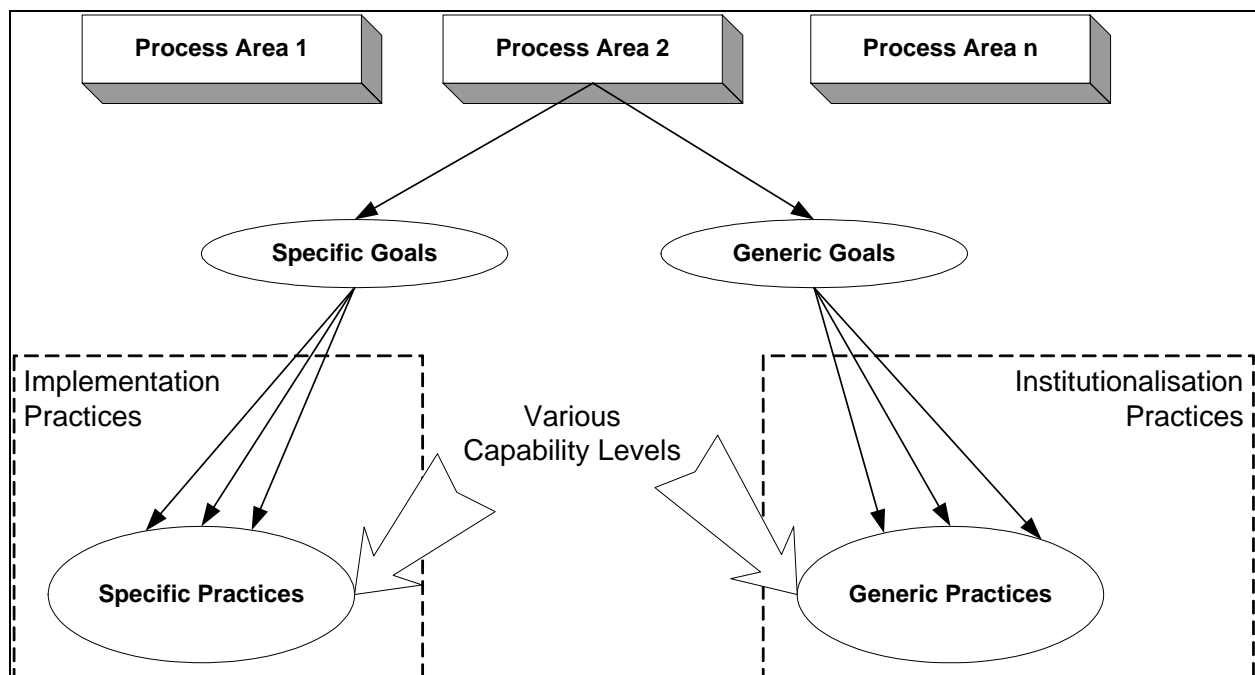 Process Area 1
Process Area 2
Process Area n
Specific Goals
Generic Goals
Implementation
Practices
Various
Capability Levels
Institutionalisation
Practices
Specific Practices
Generic Practices